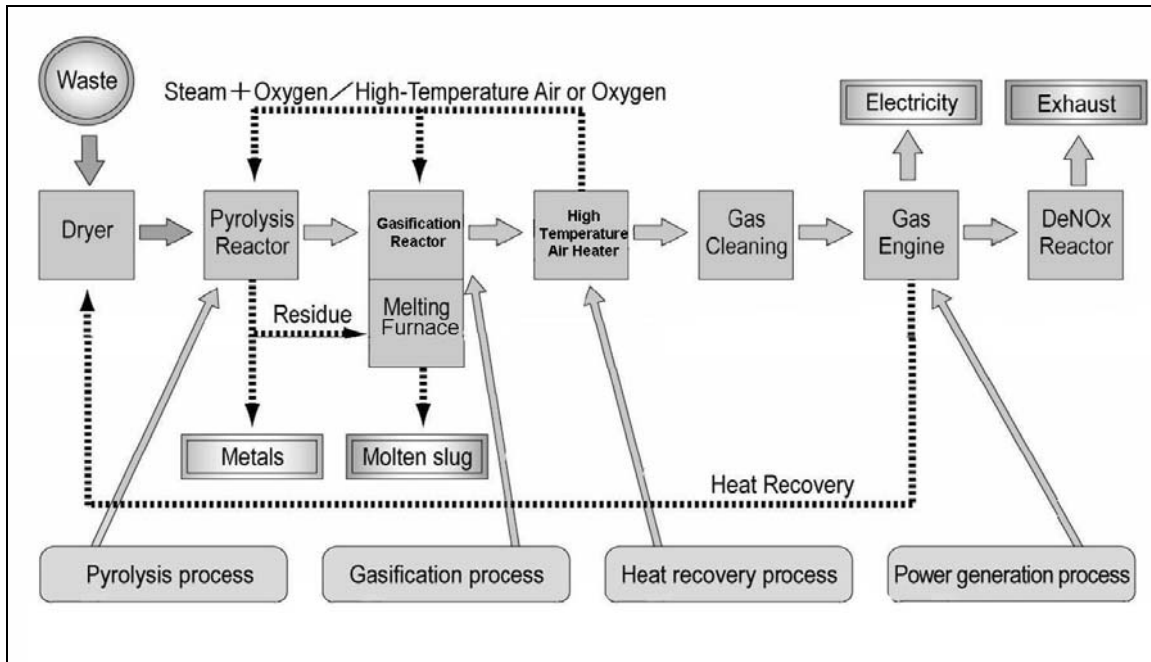 Waste
Steam＋Oxygen／High-Temperature Air or Oxygen
Electricity
Exhaust
Dryer
Pyrolysis
Reactor
Gasification
Reactor
High
Temperature
Air Heater
Gas
Cleaning
Gas
Engine
DeNOx
Reactor
Residue
Melting
Furnace
Metals
Molten slug
Heat Recovery
Pyrolysis process
Gasification process
Heat recovery process
Power generation process